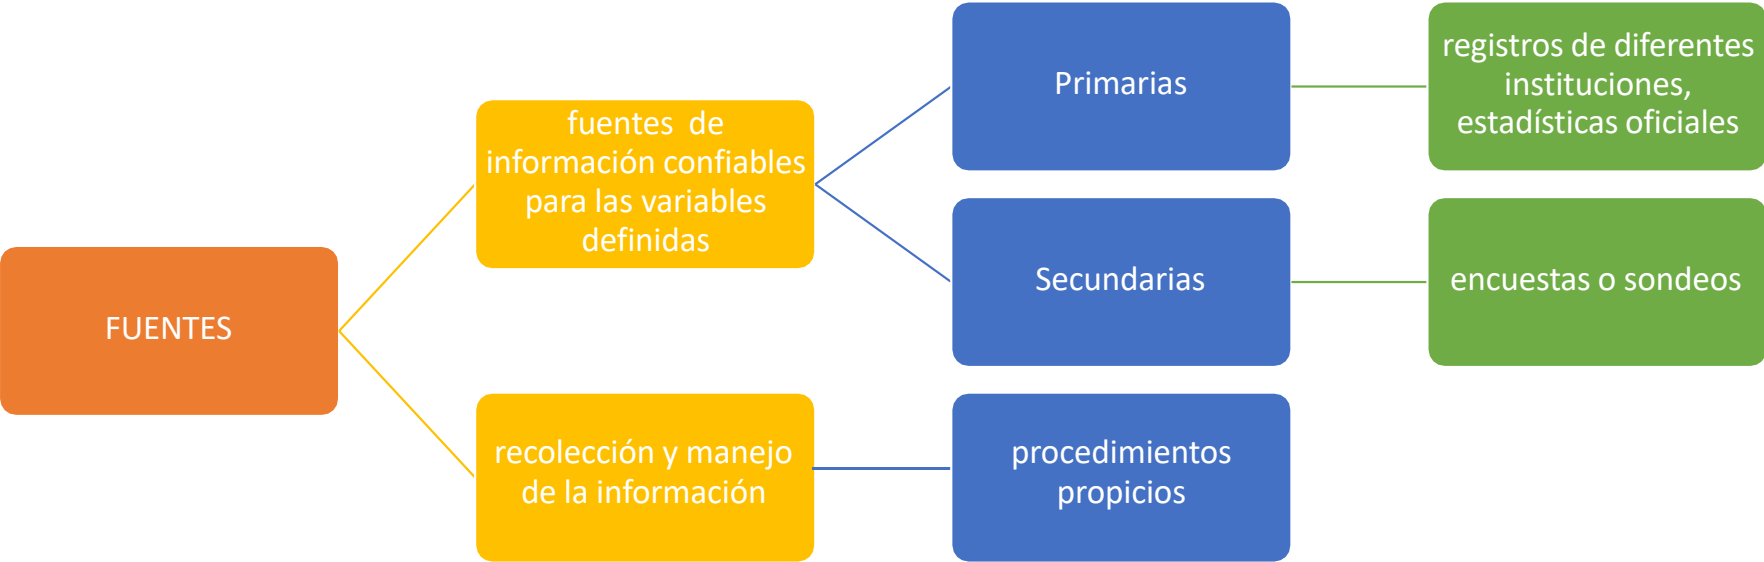 FUENTES
fuentes  de
información confiables
para las variables
definidas
Primarias
registros de diferentes
instituciones,
estadísticas oficiales
Secundarias
encuestas o sondeos
recolección y manejo
de la información
procedimientos
propicios